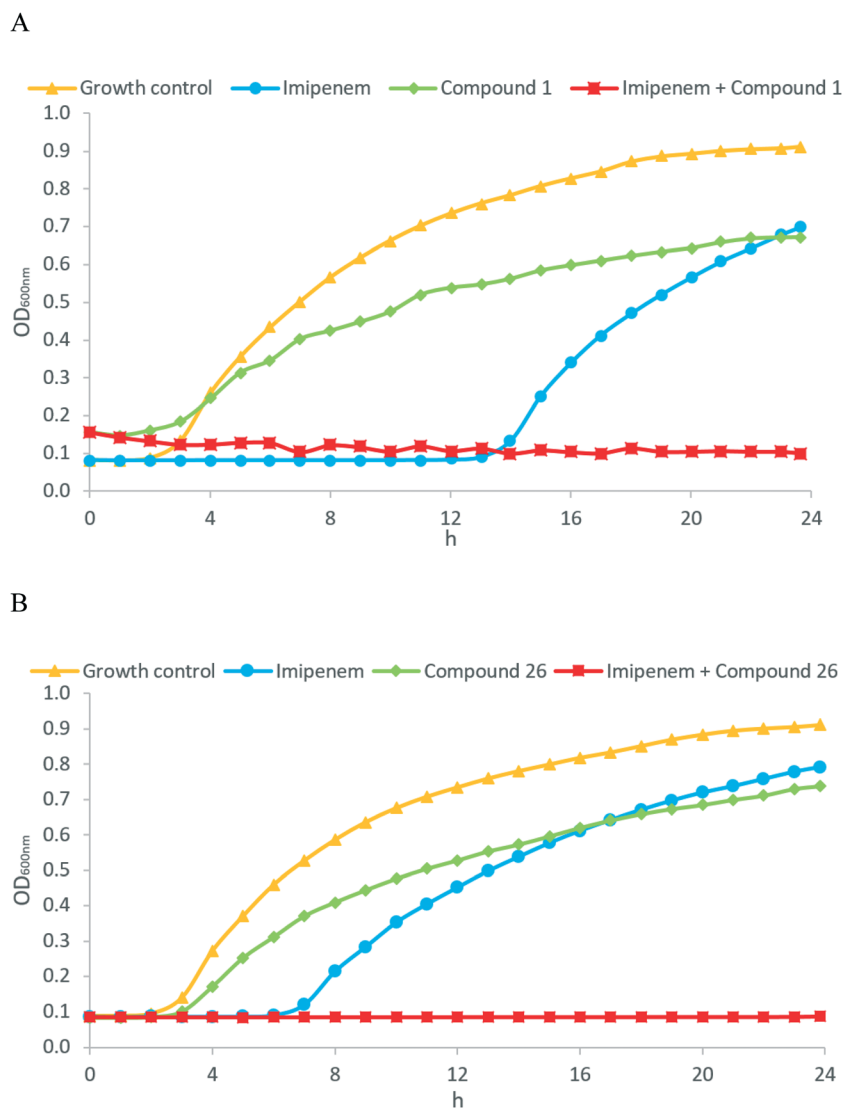 A
Growth control Imipenem Compound 1 Imipenem + Compound 1
1.0
0.9
0.8
0.7
0.6
0.5
0.4
0.3
0.2
0.1
0.0
OD600nm
0 4 8 12 16 20 24
h
B
Growth control Imipenem Compound 26 Imipenem + Compound 26
1.0
0.9
0.8
0.7
0.6
0.5
0.4
0.3
0.2
0.1
0.0
OD600nm
0 4 8 12 16 20 24
h